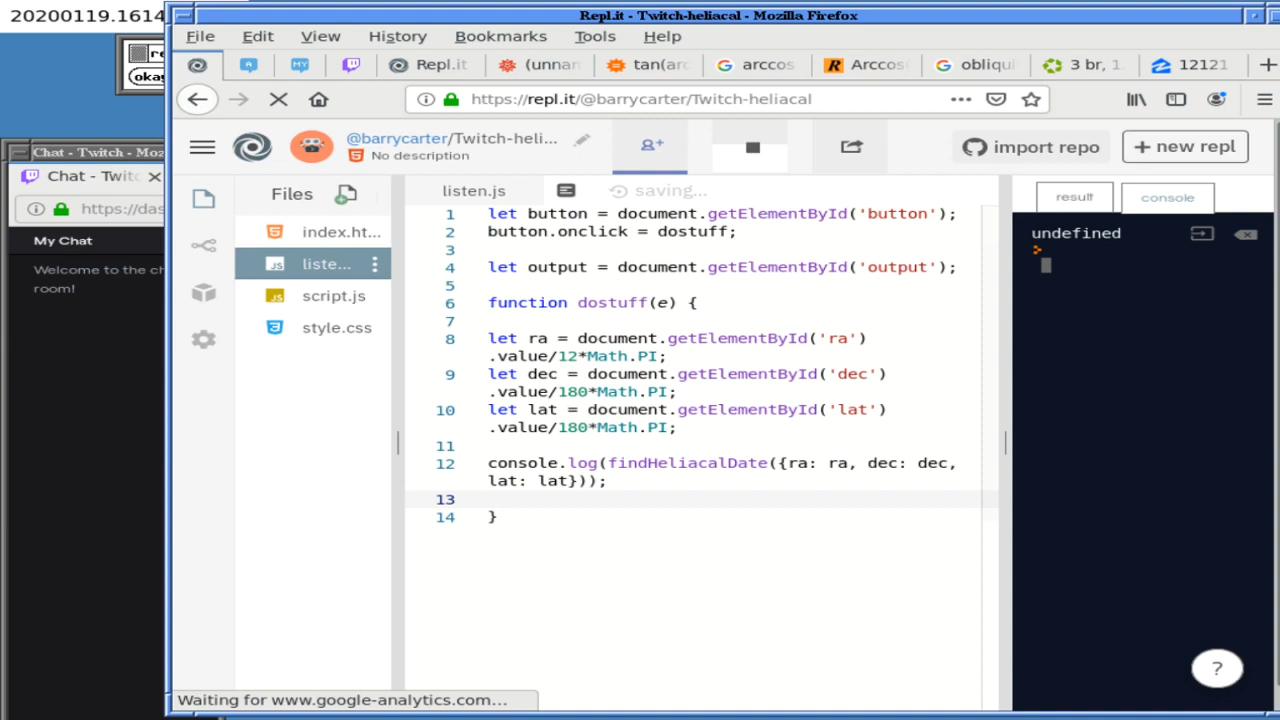 20200119.1614
Repl.it - Twitch-heliacal - Mozilla Firefox
File Edit View History Bookmarks Tools Help
Repl.it (unnar tan(arc arccos Arccos obliqui 3 br, 1. 12121
https://repl.it/@barrycarter/Twitch-heliacal
okay
Chat - Twitch - Moz
Chat - Twitc
https://das
My Chat
Welcome to the ch
room!
@barrycarter/Twitch-heli...
No description
import repo
+ new repl
Files
index.ht...
liste...
script.js
style.css
listen.js
saving...
1 let button = document.getElementById('button');
2 button.onclick = dostuff;
3
4 let output = document.getElementById('output');
5
6 function dostuff(e) {
7
8 let ra = document.getElementById('ra')
.value/12*Math.PI;
9 let dec = document.getElementById('dec')
.value/180*Math.PI;
10 let lat = document.getElementById('lat')
.value/180*Math.PI;
11
12 console.log(findHeliacalDate({ra: ra, dec: dec,
lat: lat}));
13
14 }
result console
undefined
?
Waiting for www.google-analytics.com...